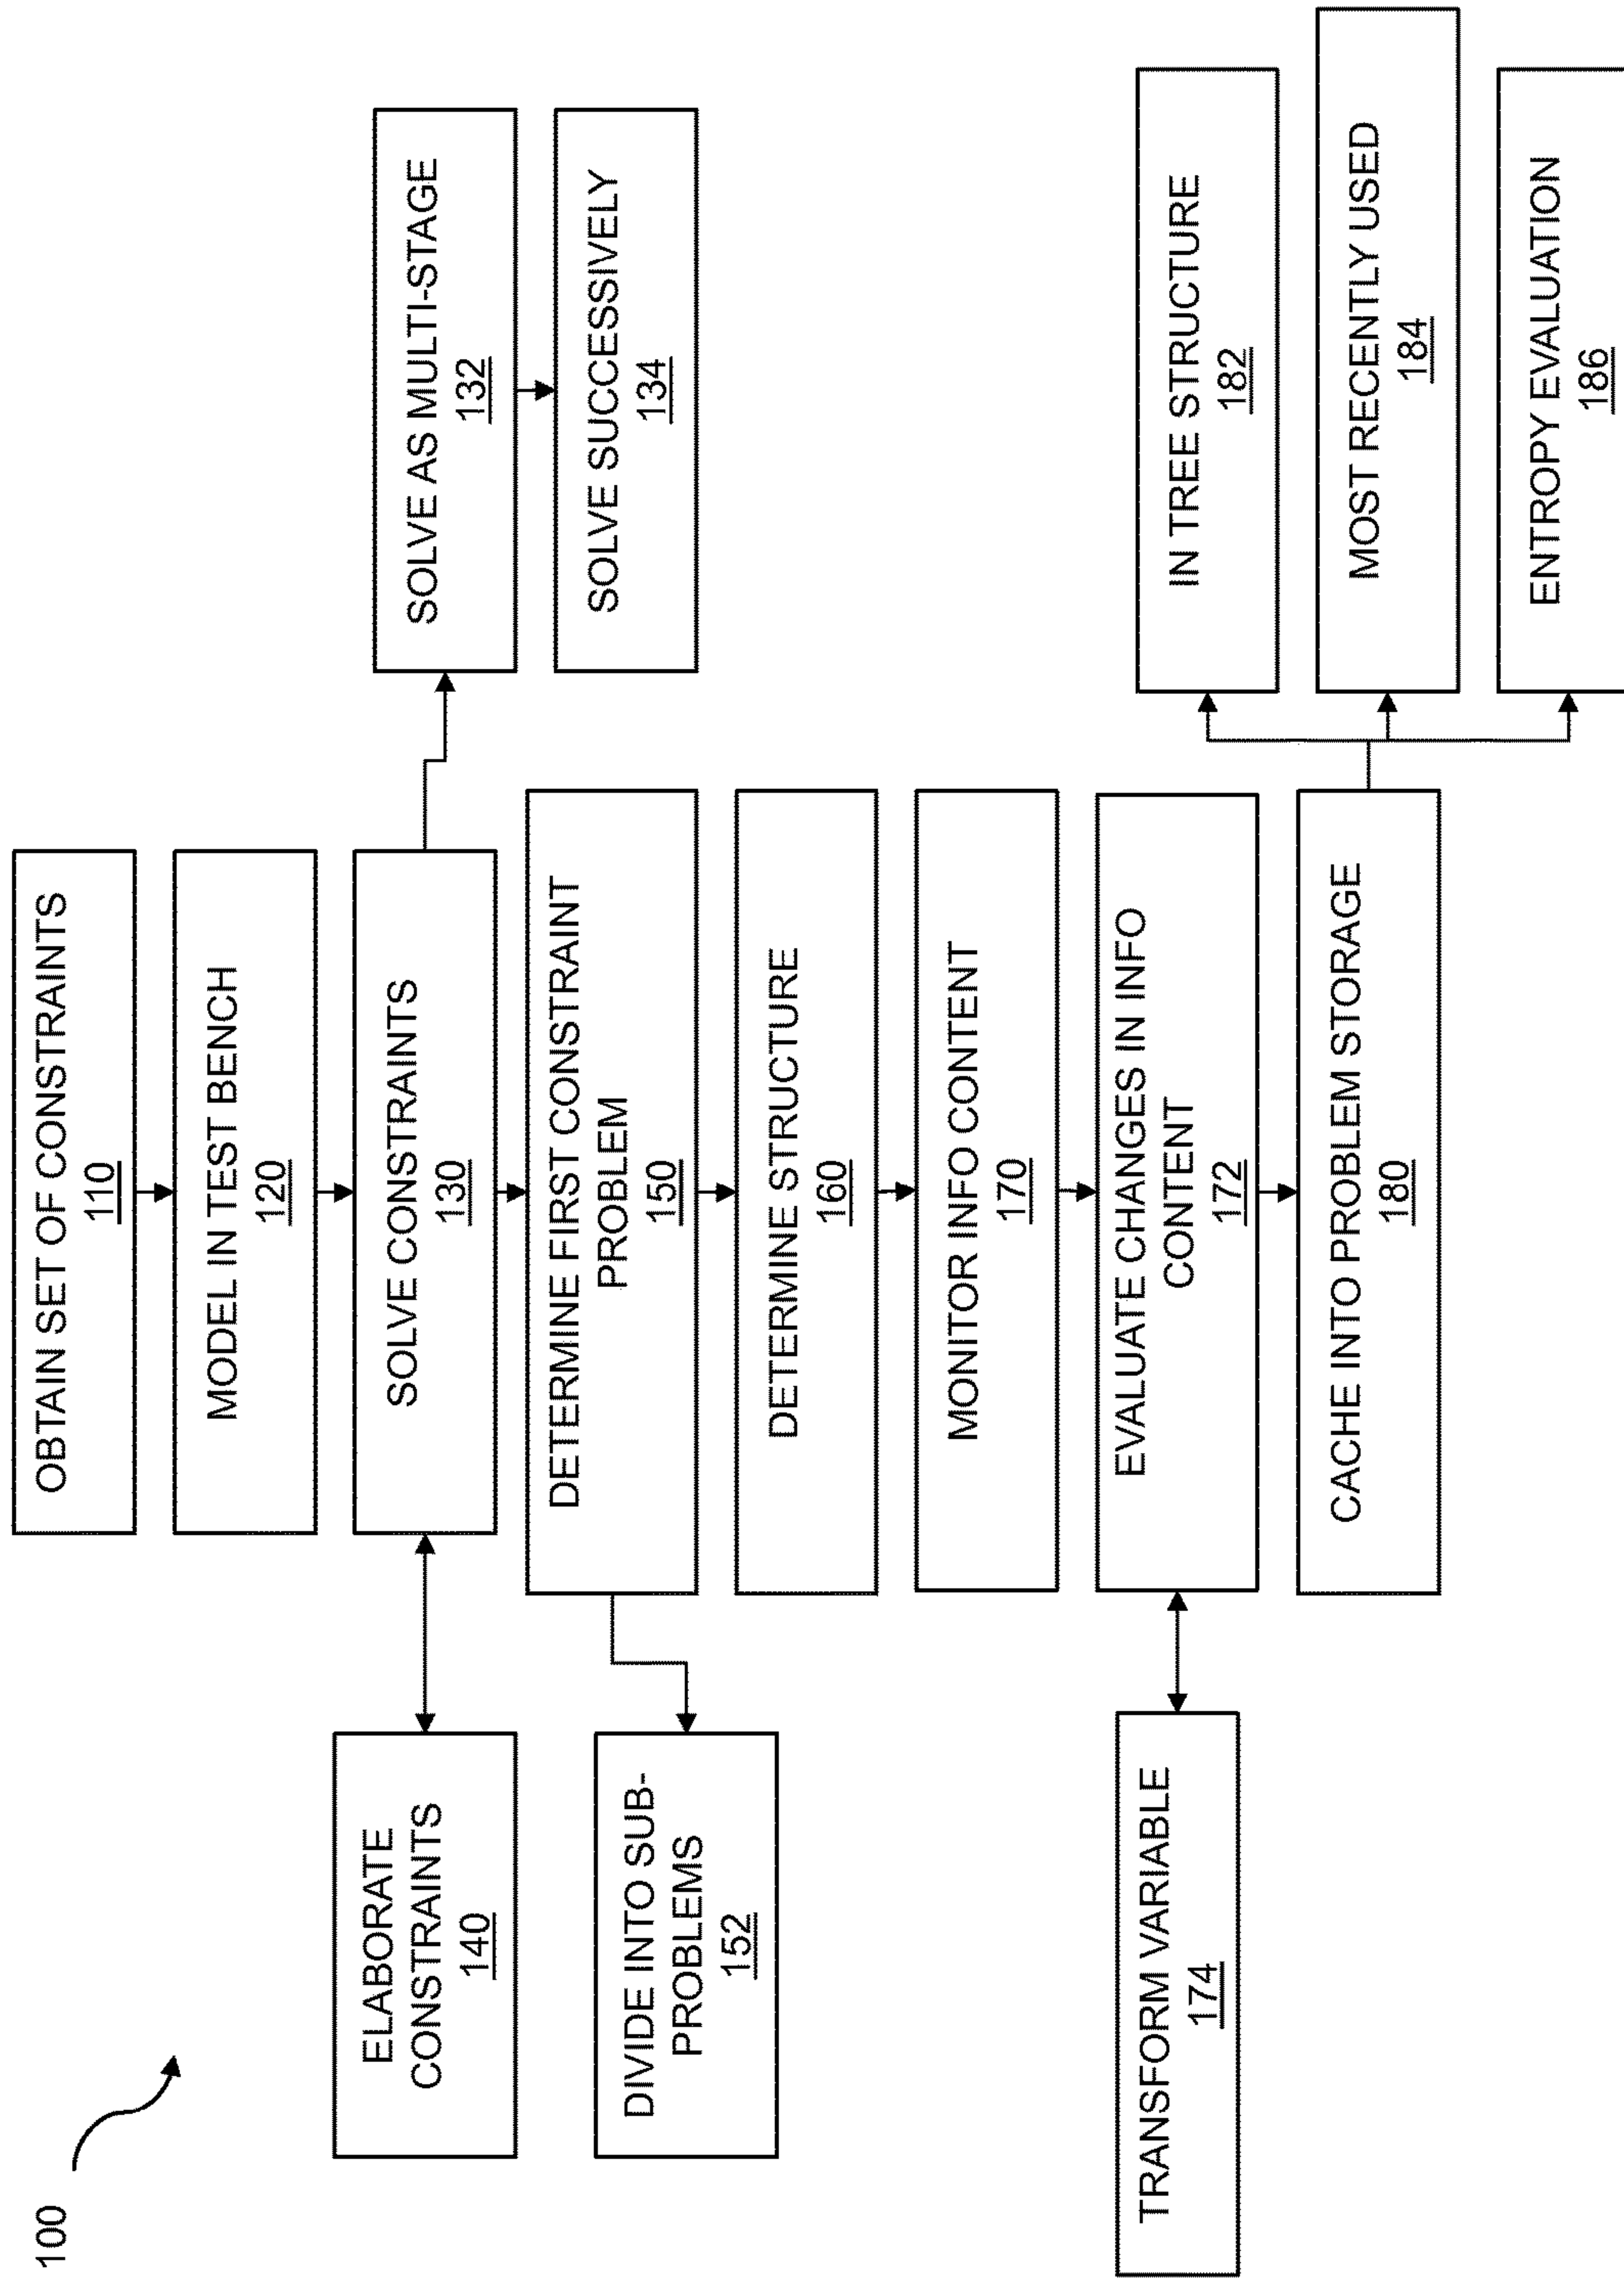 100
OBTAIN SET OF CONSTRAINTS
110
MODEL IN TEST BENCH
120
SOLVE CONSTRAINTS
130
SOLVE AS MULTI-STAGE
132
SOLVE SUCCESSIVELY
134
ELABORATE
CONSTRAINTS
140
DETERMINE FIRST CONSTRAINT
PROBLEM
150
DIVIDE INTO SUB-
PROBLEMS
152
DETERMINE STRUCTURE
160
MONITOR INFO CONTENT
170
EVALUATE CHANGES IN INFO
CONTENT
172
TRANSFORM VARIABLE
174
CACHE INTO PROBLEM STORAGE
180
IN TREE STRUCTURE
182
MOST RECENTLY USED
184
ENTROPY EVALUATION
186